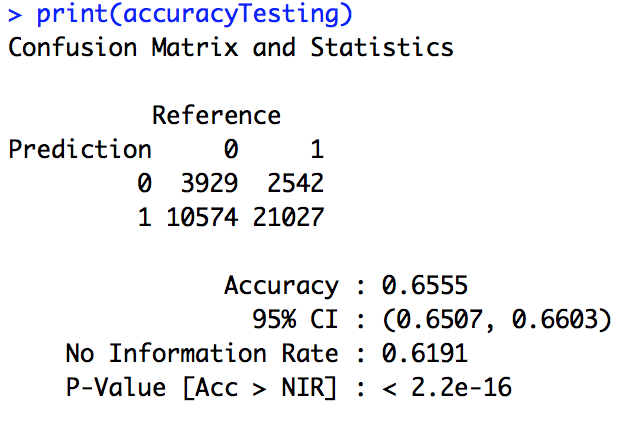 > print(accuracyTesting)
Confusion Matrix and Statistics
Reference
Prediction 0 1
0 3929 2542
1 10574 21027
Accuracy : 0.6555
95% CI : (0.6507, 0.6603)
No Information Rate : 0.6191
P-Value [Acc > NIR] : < 2.2e-16